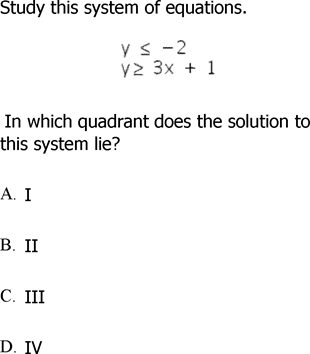 Study this system of equations.
y ≤ -2
y≥ 3x + 1
In which quadrant does the solution to
this system lie?
A. I
B. II
C. III
D. IV